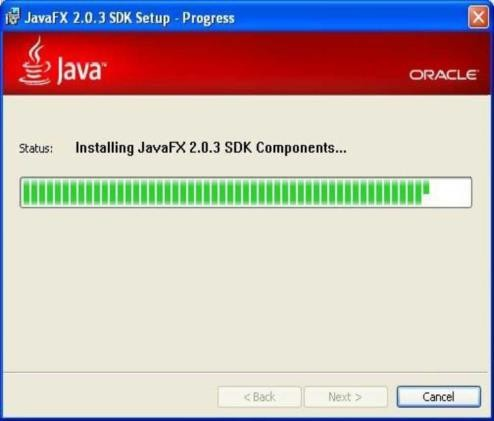 JavaFX 2.0.3 SDK Setup - Progress
Java™
ORACLE
Status: Installing JavaFX 2.0.3 SDK Components...
< Back Next > Cancel